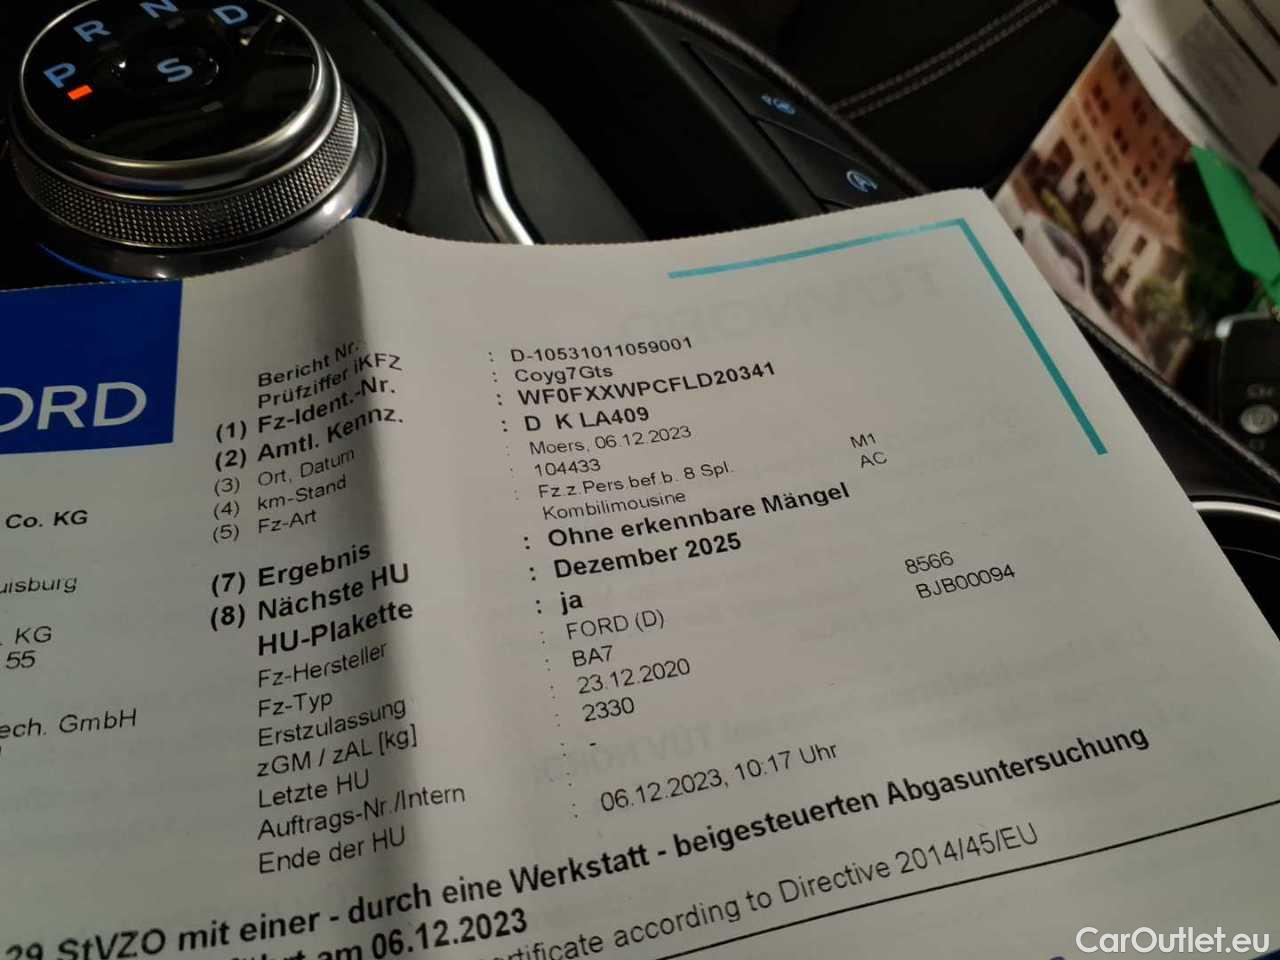 P R N D
S
ORD
Co. KG
uisburg
. KG
55
ech. GmbH
Bericht Nr. : D-10531011059001
Prüfziffer iKFZ : Coyg7Gts
(1) Fz-Ident.-Nr. : WF0FXXWPCFLD20341
(2) Amtl. Kennz. : D K LA409
(3) Ort, Datum : Moers, 06.12.2023
(4) km-Stand : 104433
(5) Fz-Art : Fz.z.Pers.bef.b. 8 Spl. M1
Kombilimousine AC
(7) Ergebnis : Ohne erkennbare Mängel
(8) Nächste HU : Dezember 2025
HU-Plakette : ja
Fz-Hersteller : FORD (D) 8566
Fz-Typ : BA7 BJB00094
Erstzulassung : 23.12.2020
zGM / zAL [kg] : 2330
Letzte HU : -
Auftrags-Nr./Intern :
Ende der HU : 06.12.2023, 10:17 Uhr
29 StVZO mit einer - durch eine Werkstatt - beigesteuerten Abgasuntersuchung
führt am 06.12.2023
ertificate according to Directive 2014/45/EU
CarOutlet.eu